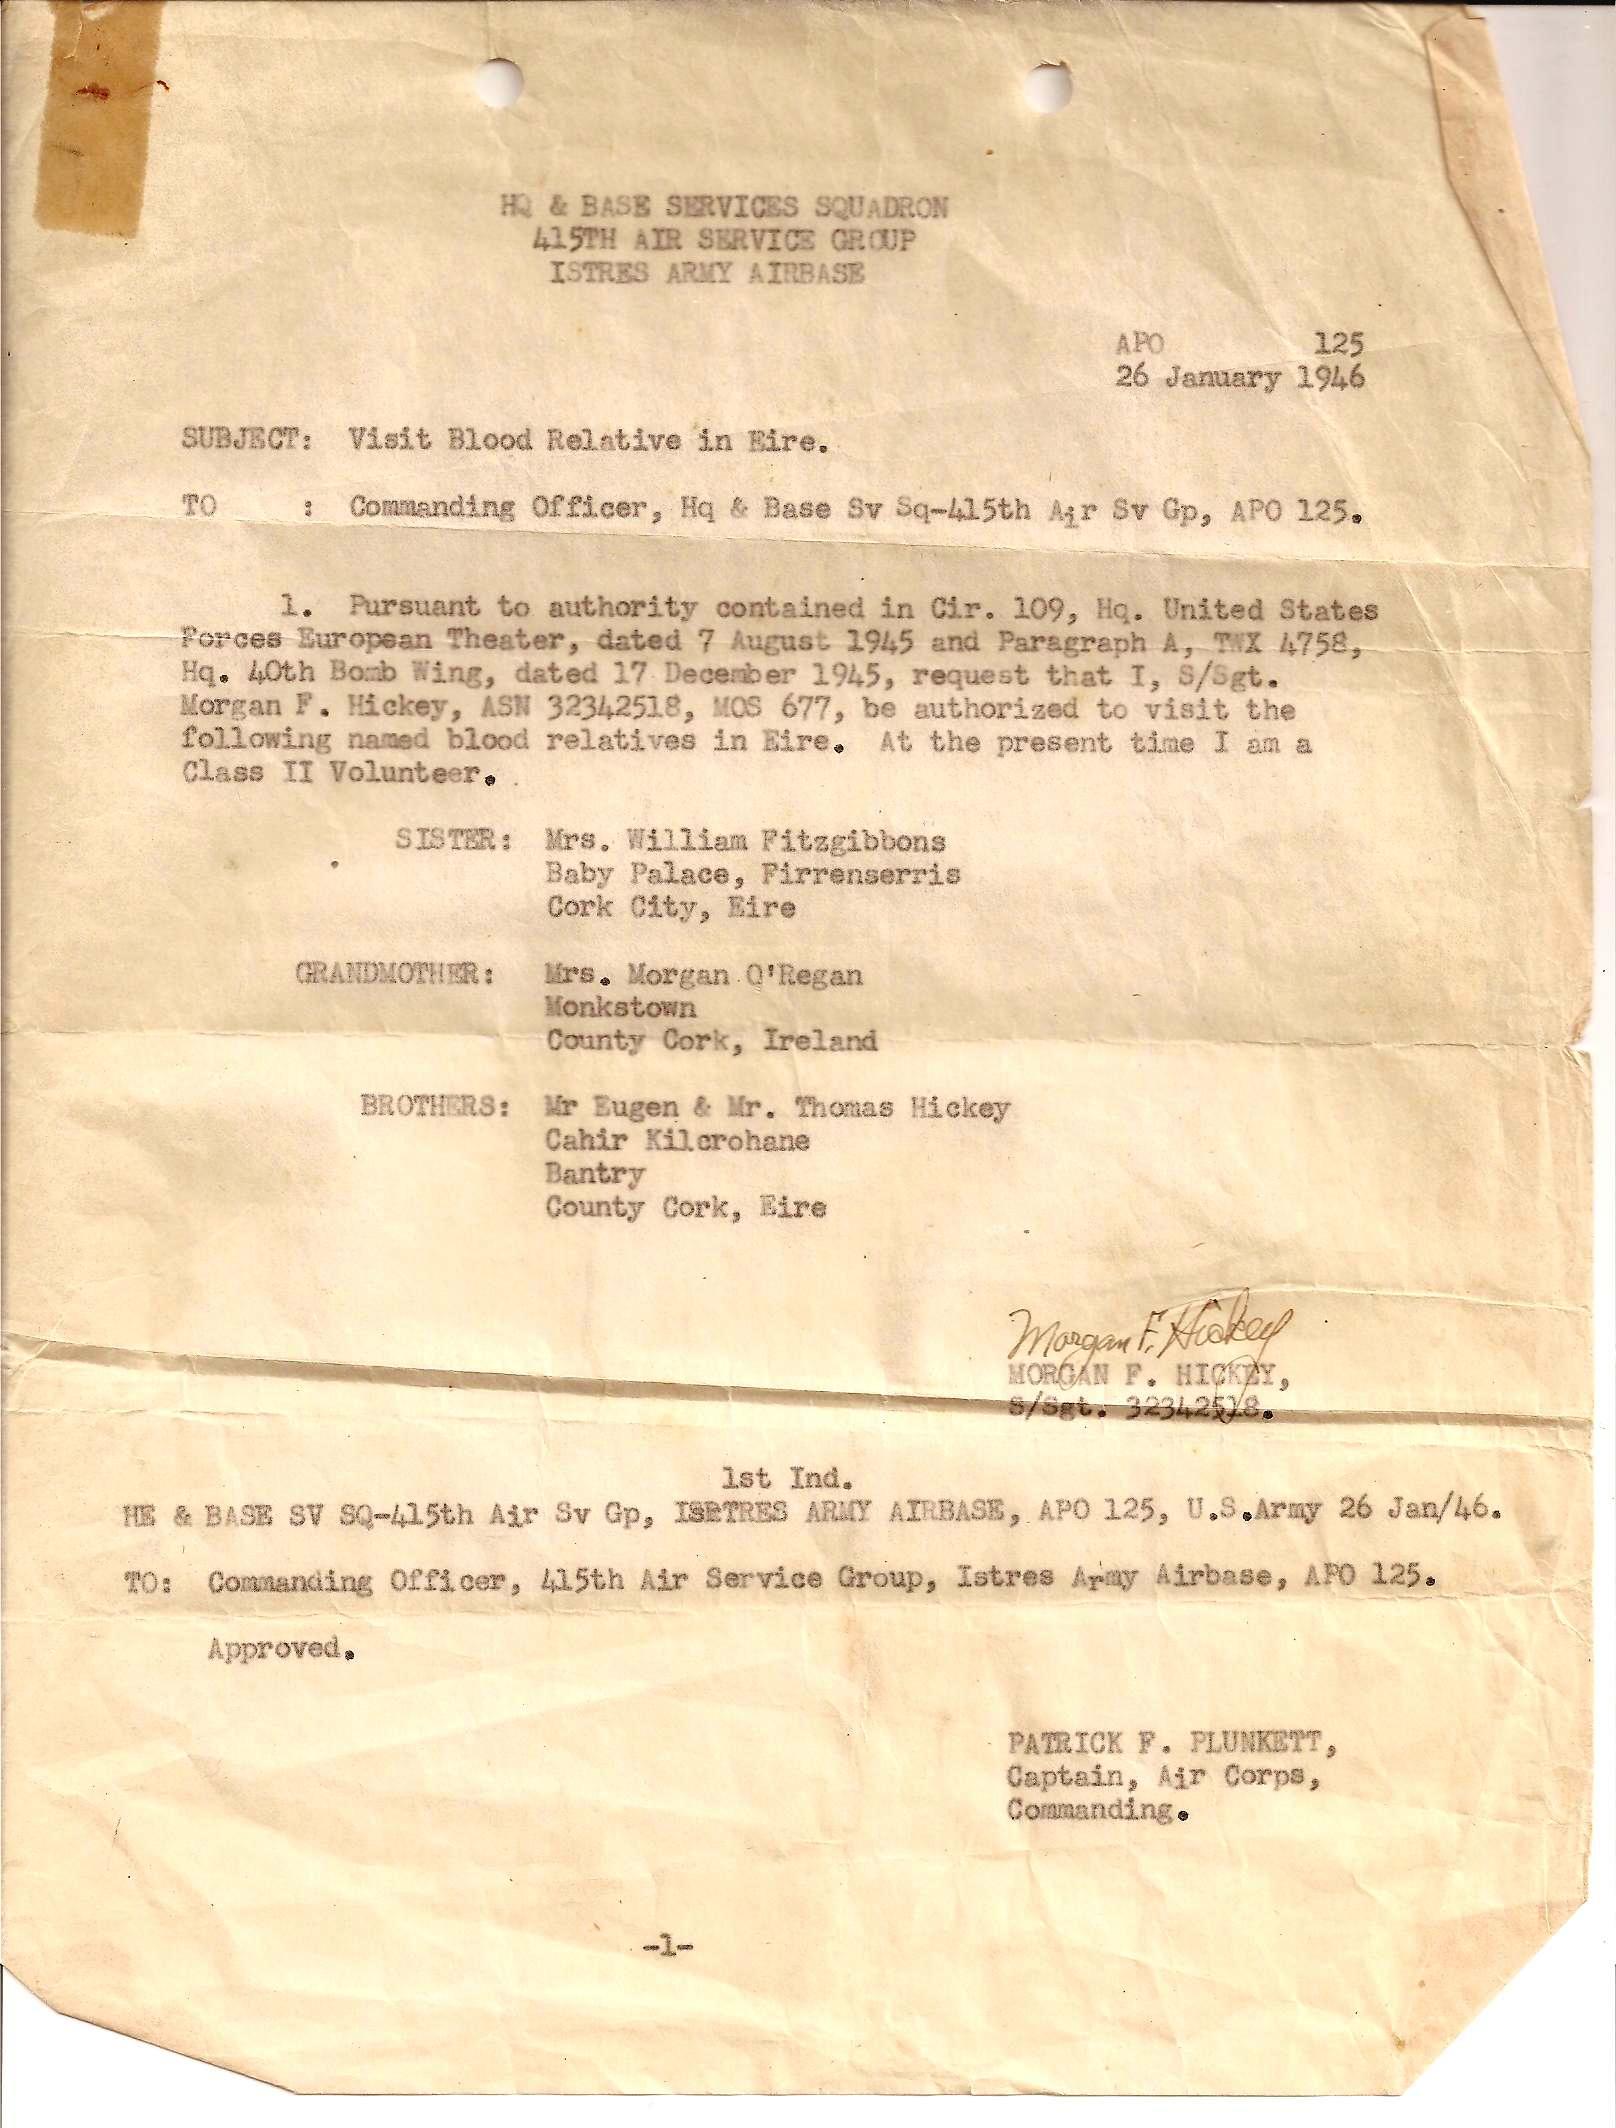 HQ & BASE SERVICES SQUADRON
415TH AIR SERVICE GROUP
ISTRES ARMY AIRBASE
APO 125
26 January 1946
SUBJECT: Visit Blood Relative in Eire.
TO : Commanding Officer, Hq & Base Sv Sq-415th Air Sv Gp, APO 125.
1. Pursuant to authority contained in Cir. 109, Hq. United States
Forces European Theater, dated 7 August 1945 and Paragraph A, TWX 4758,
Hq. 40th Bomb Wing, dated 17 December 1945, request that I, S/Sgt.
Morgan F. Hickey, ASN 32342518, MOS 677, be authorized to visit the
following named blood relatives in Eire. At the present time I am a
Class II Volunteer.
SISTER: Mrs. William Fitzgibbons
Baby Palace, Firrenserris
Cork City, Eire
GRANDMOTHER: Mrs. Morgan O'Regan
Monkstown
County Cork, Ireland
BROTHERS: Mr Eugen & Mr. Thomas Hickey
Cahir Kilcrohane
Bantry
County Cork, Eire
Morgan F. Hickey
MORGAN F. HICKEY,
S/Sgt. 32342518.
1st Ind.
HE & BASE SV SQ-415th Air Sv Gp, ARMY AIRBASE, APO 125, U.S.Army 26 Jan/46.
TO: Commanding Officer, 415th Air Service Group, Istres Army Airbase, APO 125.
Approved.
PATRICK F. PLUNKETT,
Captain, Air Corps,
Commanding.
-1-